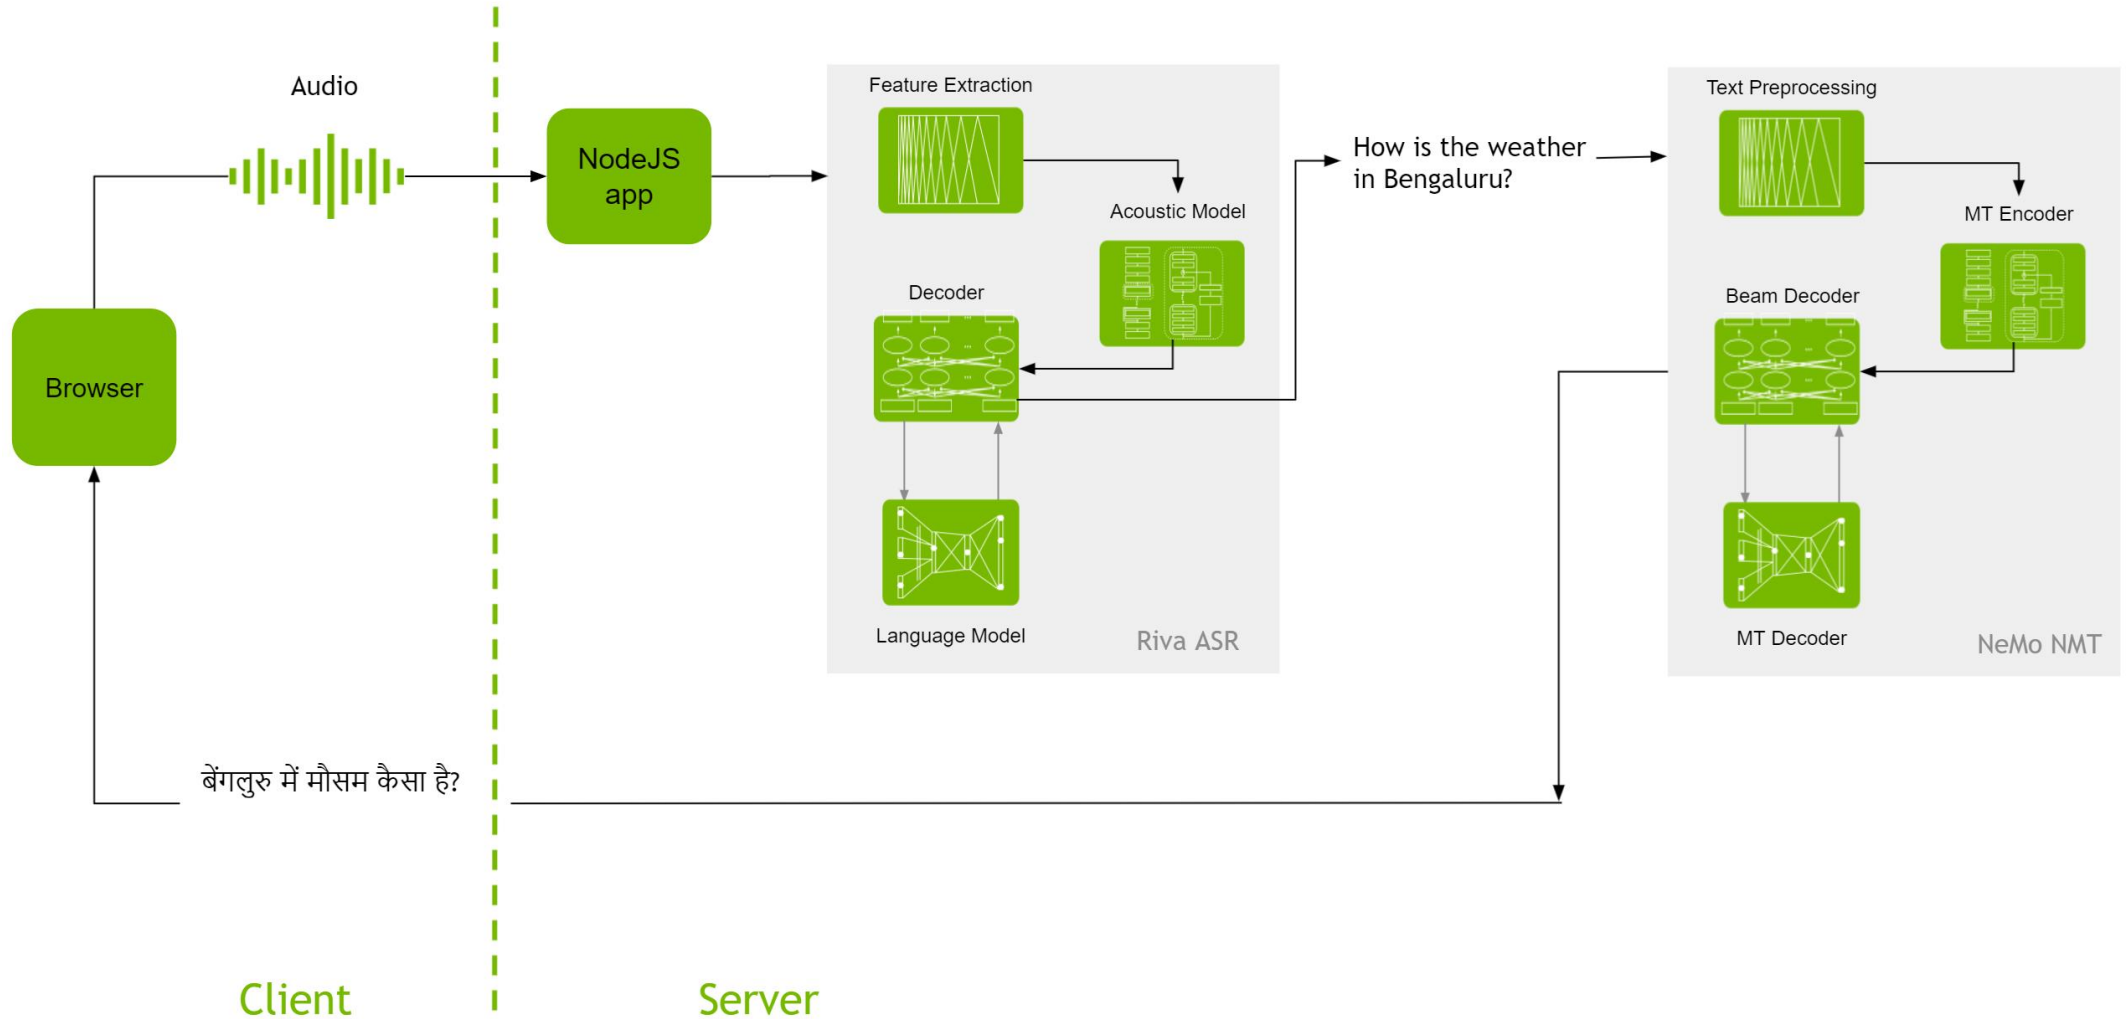 Audio
Browser
NodeJS
app
Feature Extraction
Acoustic Model
Decoder
Language Model
Riva ASR
How is the weather
in Bengaluru?
Text Preprocessing
MT Encoder
Beam Decoder
MT Decoder
NeMo NMT
बेंगलुरु में मौसम कैसा है?
Client
Server